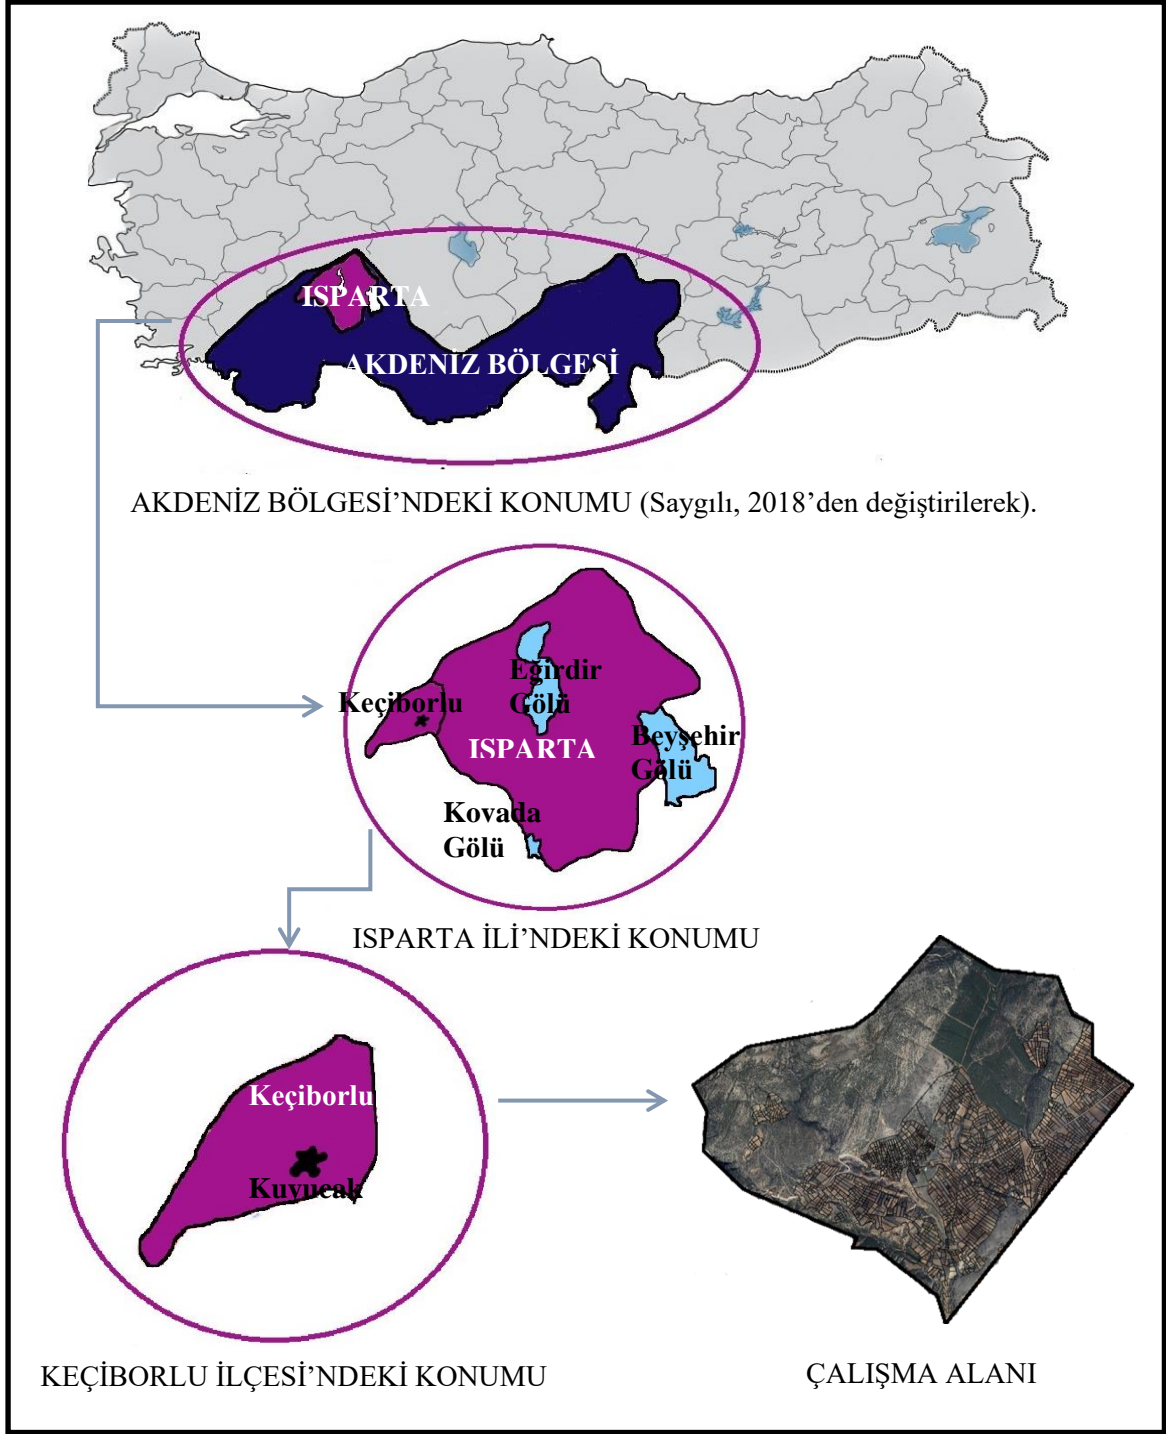 ISPARTA
AKDENİZ BÖLGESİ
AKDENİZ BÖLGESİ’NDEKİ KONUMU (Saygılı, 2018’den değiştirilerek).
Eğirdir
Gölü
Keçiborlu
ISPARTA
Beyşehir
Gölü
Kovada
Gölü
ISPARTA İLİ’NDEKİ KONUMU
Keçiborlu
Kuyucak
KEÇİBORLU İLÇESİ’NDEKİ KONUMU
ÇALIŞMA ALANI